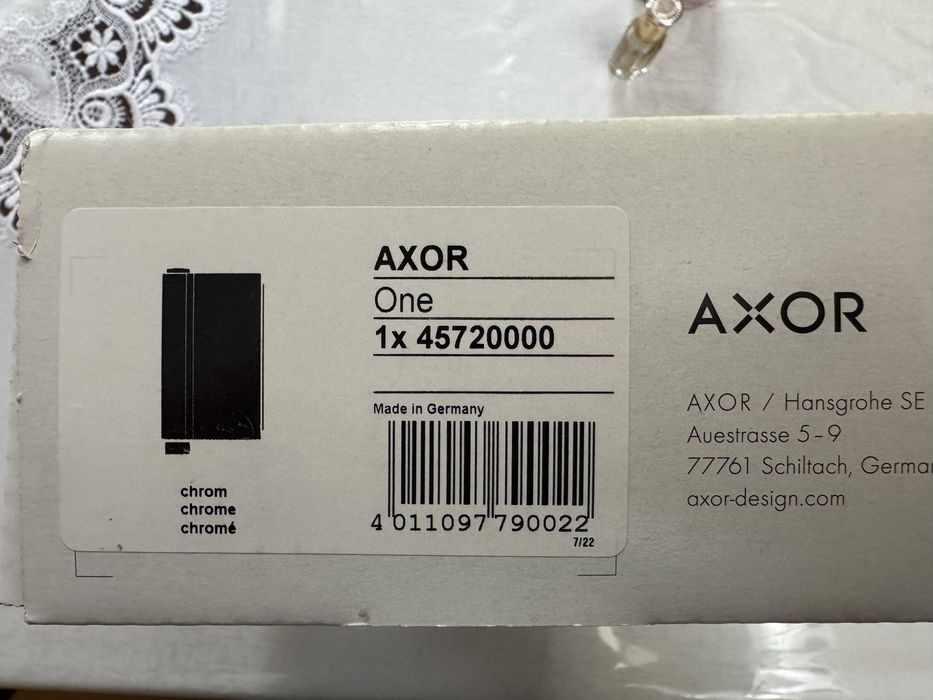 AXOR
One
1x 45720000
Made in Germany
4 011097 790022
7/22
chrom
chrome
chromé
AXOR
AXOR / Hansgrohe SE
Auestrasse 5–9
77761 Schiltach, German
axor-design.com